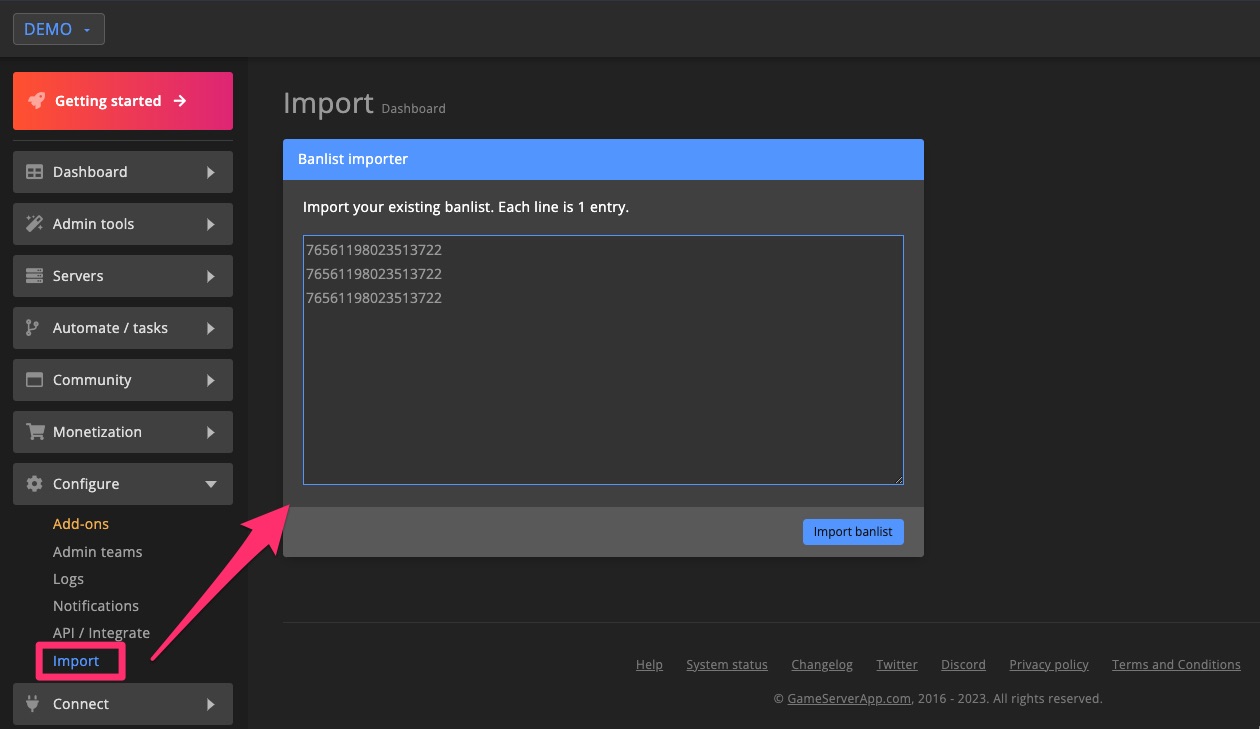 DEMO
Getting started
Dashboard
Admin tools
Servers
Automate / tasks
Community
Monetization
Configure
Add-ons
Admin teams
Logs
Notifications
API / Integrate
Import
Connect
Import Dashboard
Banlist importer
Import your existing banlist. Each line is 1 entry.
76561198023513722
76561198023513722
76561198023513722
Import banlist
Help System status Changelog Twitter Discord Privacy policy Terms and Conditions
© GameServerApp.com, 2016 - 2023. All rights reserved.